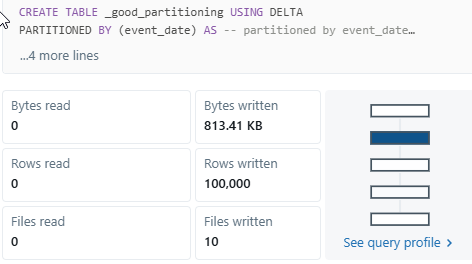 CREATE TABLE _good_partitioning USING DELTA
PARTITIONED BY (event_date) AS -- partitioned by event_date…
...4 more lines
Bytes read
0
Bytes written
813.41 KB
Rows read
0
Rows written
100,000
Files read
0
Files written
10
See query profile